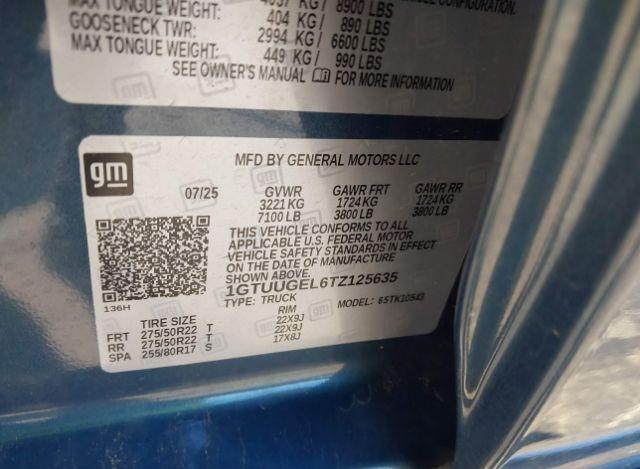 MAX TONGUE WEIGHT: 404 KG/ 890 LBS
GOOSENECK TWR: 2994 KG/ 6600 LBS
MAX TONGUE WEIGHT: 449 KG/ 990 LBS
SEE OWNER'S MANUAL FOR MORE INFORMATION
gm
MFD BY GENERAL MOTORS LLC
07/25 GVWR GAWR FRT GAWR RR
3221 KG 1724 KG 1724 KG
7100 LB 3800 LB 3800 LB
THIS VEHICLE CONFORMS TO ALL
APPLICABLE U.S. FEDERAL MOTOR
VEHICLE SAFETY STANDARDS IN EFFECT
ON THE DATE OF MANUFACTURE
SHOWN ABOVE.
1GTUUGEL6TZ125635
TYPE: TRUCK MODEL: 6STK10543
136H
TIRE SIZE RIM
FRT 275/50R22 T 22X9J
RR 275/50R22 T 22X9J
SPA 255/80R17 S 17X8J